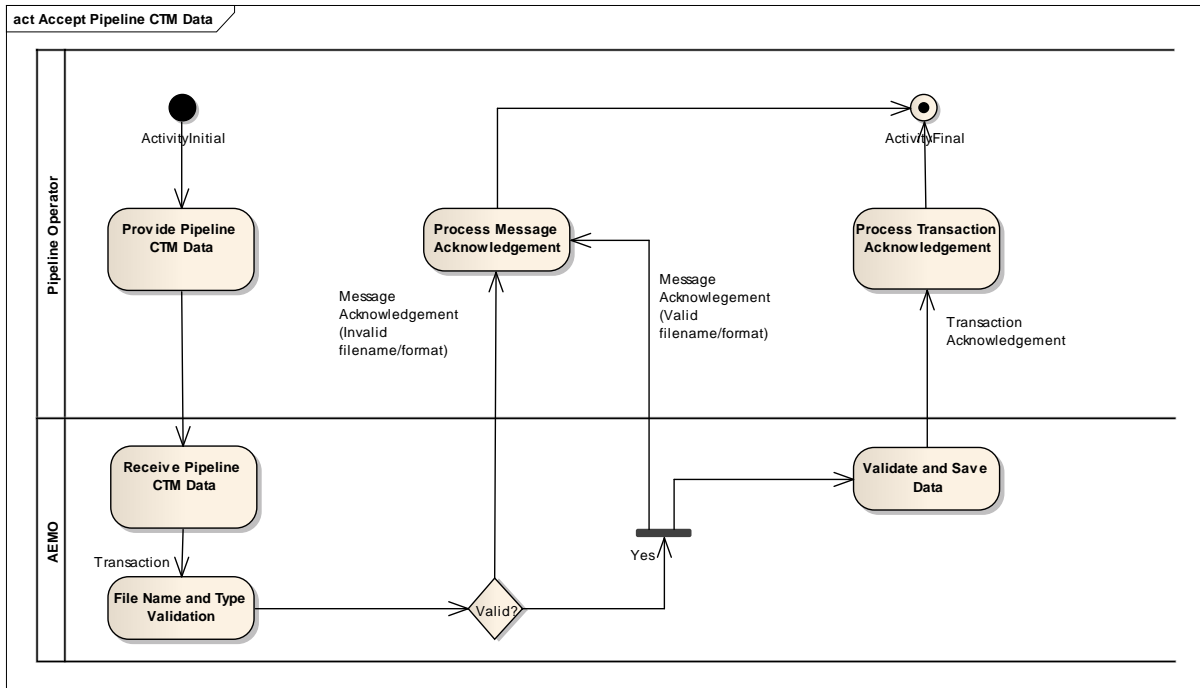 act Accept Pipeline CTM Data
Pipeline Operator
ActivityInitial
ActivityFinal
Provide Pipeline
CTM Data
Process Message
Acknowledgement
Process Transaction
Acknowledgement
Message
Acknowledgement
(Invalid
filename/format)
Message
Acknowlegement
(Valid
filename/format)
Transaction
Acknowledgement
AEMO
Receive Pipeline
CTM Data
Validate and Save
Data
Transaction
Yes
File Name and Type
Validation
Valid?